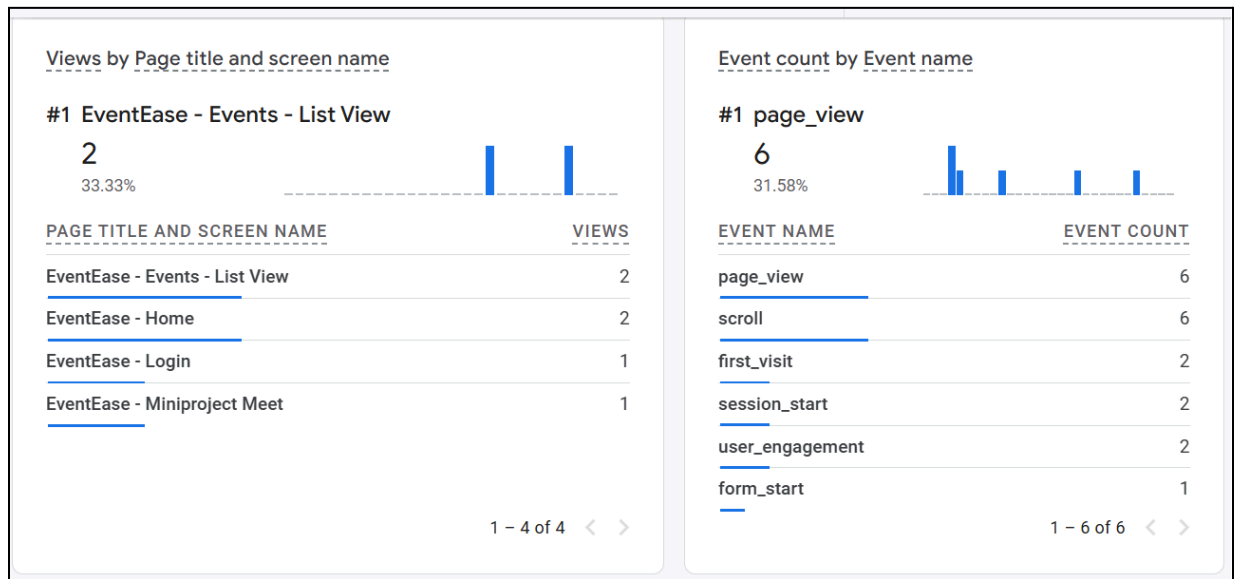 Views by Page title and screen name
#1 EventEase - Events - List View
2
33.33%
PAGE TITLE AND SCREEN NAME VIEWS
EventEase - Events - List View 2
EventEase - Home 2
EventEase - Login 1
EventEase - Miniproject Meet 1
1 – 4 of 4
Event count by Event name
#1 page_view
6
31.58%
EVENT NAME EVENT COUNT
page_view 6
scroll 6
first_visit 2
session_start 2
user_engagement 2
form_start 1
1 – 6 of 6